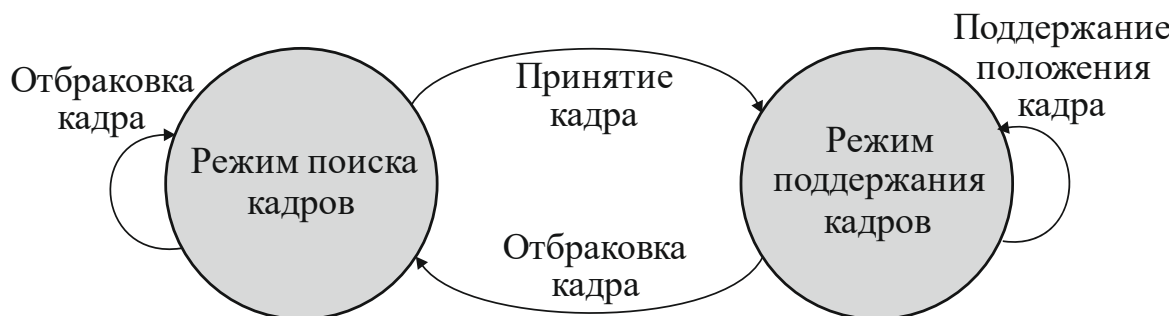 Отбраковка
кадра
Режим поиска
кадров
Принятие
кадра
Отбраковка
кадра
Режим
поддержания
кадров
Поддержание
положения
кадра